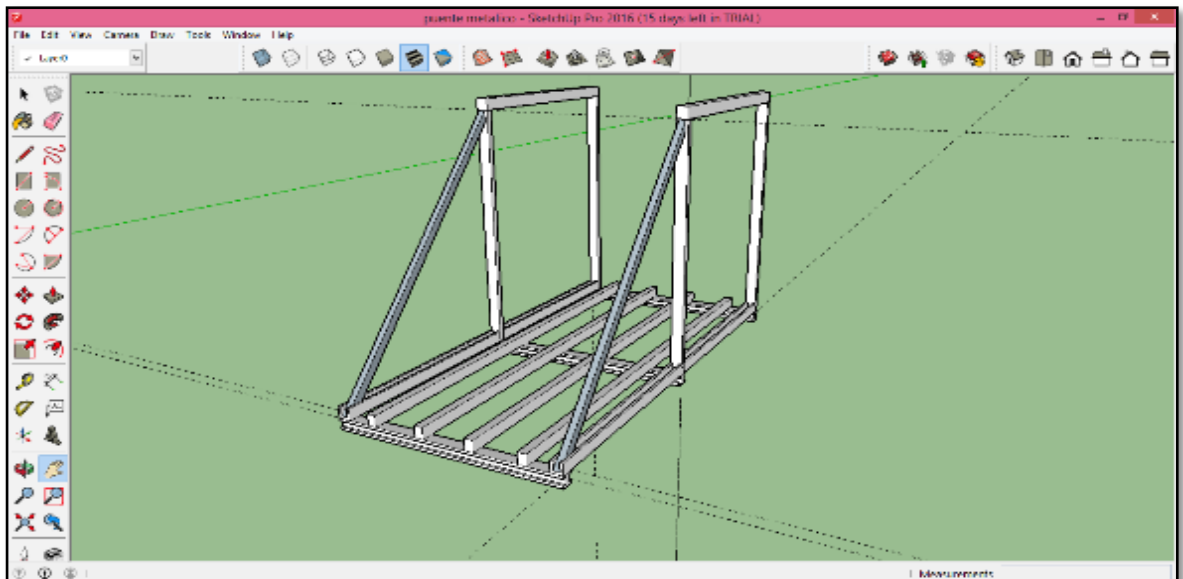 puente metalico - SketchUp Pro 2016 (15 days left in TRIAL)
File Edit View Camera Draw Tools Window Help
Layer0
Measurements